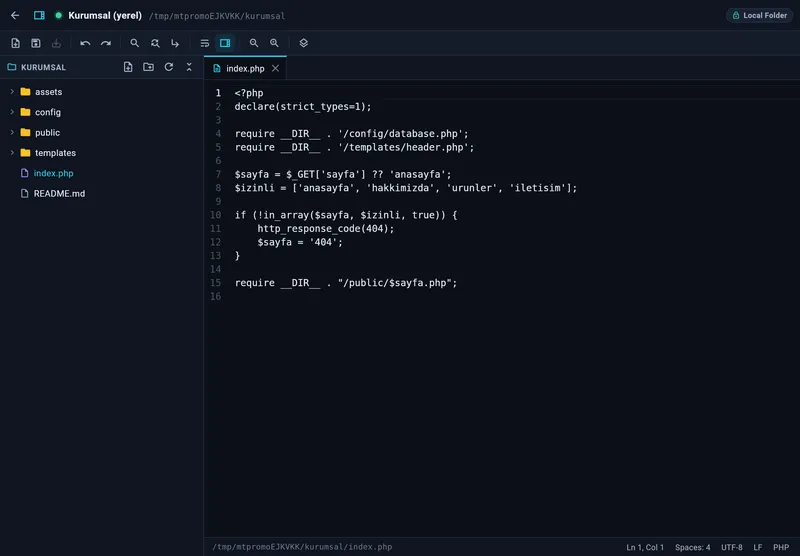 Kurumsal (yerel) /tmp/mtpromoEJKVKK/kurumsal
Local Folder
KURUMSAL
assets
config
public
templates
index.php
README.md
index.php
1 <?php
2 declare(strict_types=1);
3
4 require __DIR__ . '/config/database.php';
5 require __DIR__ . '/templates/header.php';
6
7 $sayfa = $_GET['sayfa'] ?? 'anasayfa';
8 $izinli = ['anasayfa', 'hakkimizda', 'urunler', 'iletisim'];
9
10 if (!in_array($sayfa, $izinli, true)) {
11     http_response_code(404);
12     $sayfa = '404';
13 }
14
15 require __DIR__ . "/public/$sayfa.php";
16
/tmp/mtpromoEJKVKK/kurumsal/index.php
Ln 1, Col 1 Spaces: 4 UTF-8 LF PHP